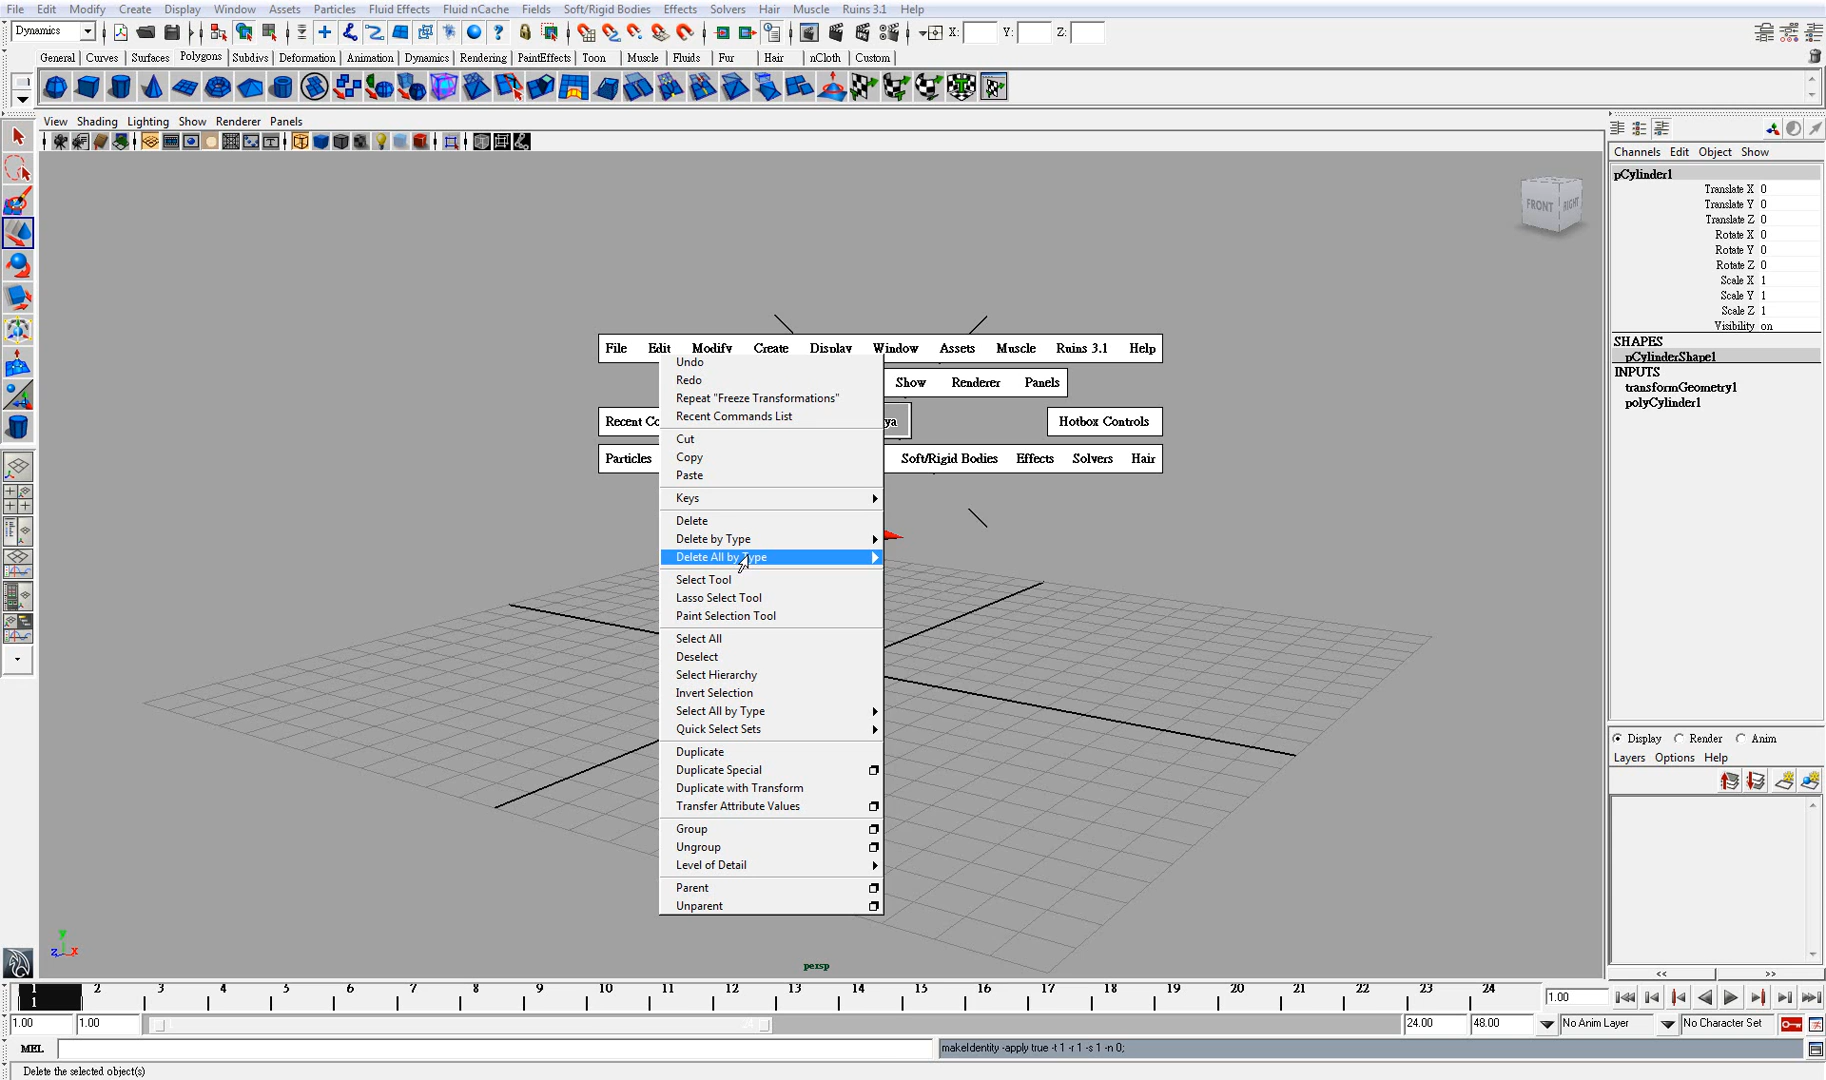 File Edit Modify Create Display Window Assets Particles Fluid Effects Fluid nCache Fields Soft/Rigid Bodies Effects Solvers Hair Muscle Ruins 3.1 Help
Dynamics X: Y: Z:
General Curves Surfaces Polygons Subdivs Deformation Animation Dynamics Rendering PaintEffects Toon Muscle Fluids Fur Hair nCloth Custom
View Shading Lighting Show Renderer Panels
FRONT RIGHT
File Edit Modify Create Display Window Assets Muscle Ruins 3.1 Help
Show Renderer Panels
Recent Co ya Hotbox Controls
Particles Soft/Rigid Bodies Effects Solvers Hair
Undo
Redo
Repeat "Freeze Transformations"
Recent Commands List
Cut
Copy
Paste
Keys
Delete
Delete by Type
Delete All by Type
Select Tool
Lasso Select Tool
Paint Selection Tool
Select All
Deselect
Select Hierarchy
Invert Selection
Select All by Type
Quick Select Sets
Duplicate
Duplicate Special
Duplicate with Transform
Transfer Attribute Values
Group
Ungroup
Level of Detail
Parent
Unparent
y
z x
persp
Channels Edit Object Show
pCylinder1
Translate X 0
Translate Y 0
Translate Z 0
Rotate X 0
Rotate Y 0
Rotate Z 0
Scale X 1
Scale Y 1
Scale Z 1
Visibility on
SHAPES
pCylinderShape1
INPUTS
transformGeometry1
polyCylinder1
Display Render Anim
Layers Options Help
<< >>
1 2 3 4 5 6 7 8 9 10 11 12 13 14 15 16 17 18 19 20 21 22 23 24
1 1.00
1.00 1.00 24.00 48.00 No Anim Layer No Character Set
MEL makeIdentity -apply true -t 1 -r 1 -s 1 -n 0;
Delete the selected object(s)